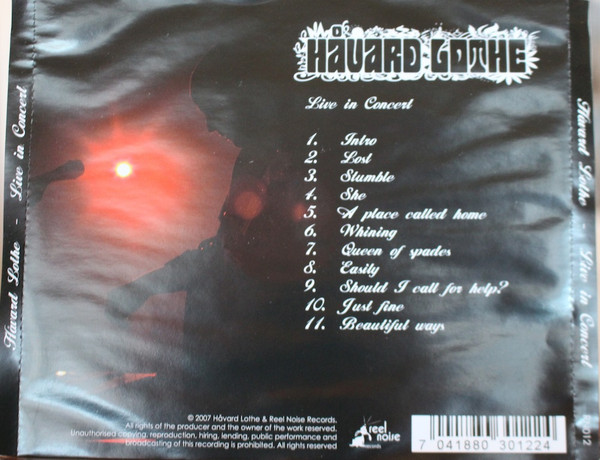 HÅVARD LOTHE
Live in Concert
1. Intro
2. Lost
3. Stumble
4. She
5. A place called home
6. Whining
7. Queen of spades
8. Easily
9. Should I call for help?
10. Just fine
11. Beautiful ways
© 2007 Håvard Lothe & Reel Noise Records.
All rights of the producer and the owner of the work reserved.
Unauthorised copying, reproduction, hiring, lending, public performance and
broadcasting of this recording is prohibited. All rights reserved
reel
noise
records
7 041880 301224
Håvard Lothe - Live in Concert
Håvard Lothe - Live in Concert